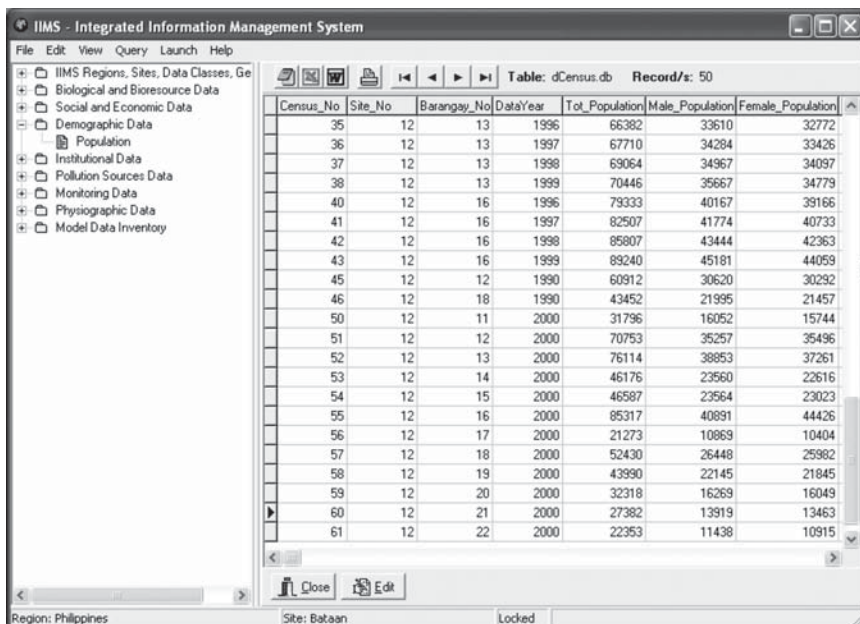 IIMS - Integrated Information Management System
File Edit View Query Launch Help
IIMS Regions, Sites, Data Classes, Ge
Biological and Bioresource Data
Social and Economic Data
Demographic Data
Population
Institutional Data
Pollution Sources Data
Monitoring Data
Physiographic Data
Model Data Inventory
Table: dCensus.db Record/s: 50
Census_No Site_No Barangay_No DataYear Tot_Population Male_Population Female_Population
35 12 13 1996 66382 33610 32772
36 12 13 1997 67710 34284 33426
37 12 13 1998 69064 34967 34097
38 12 13 1999 70446 35667 34779
40 12 16 1996 79333 40167 39166
41 12 16 1997 82507 41774 40733
42 12 16 1998 85807 43444 42363
43 12 16 1999 89240 45181 44059
45 12 12 1990 60912 30620 30292
46 12 18 1990 43452 21995 21457
50 12 11 2000 31796 16052 15744
51 12 12 2000 70753 35257 35496
52 12 13 2000 76114 38853 37261
53 12 14 2000 46176 23560 22616
54 12 15 2000 46587 23564 23023
55 12 16 2000 85317 40891 44426
56 12 17 2000 21273 10869 10404
57 12 18 2000 52430 26448 25982
58 12 19 2000 43990 22145 21845
59 12 20 2000 32318 16269 16049
60 12 21 2000 27382 13919 13463
61 12 22 2000 22353 11438 10915
Close Edit
Region: Philippines Site: Bataan Locked